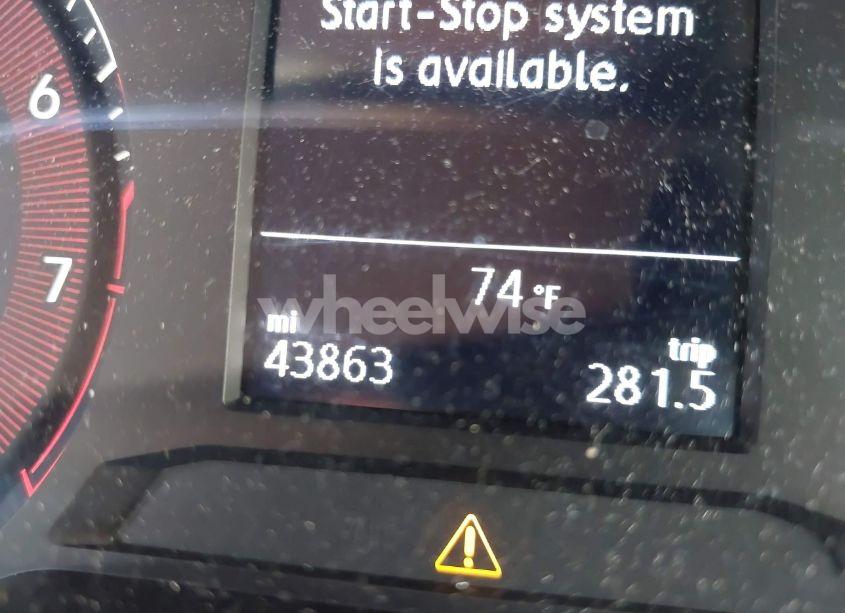 Start-Stop system
is available.
6
7
74 °F
wheelwise
mi
trip
43863
281.5